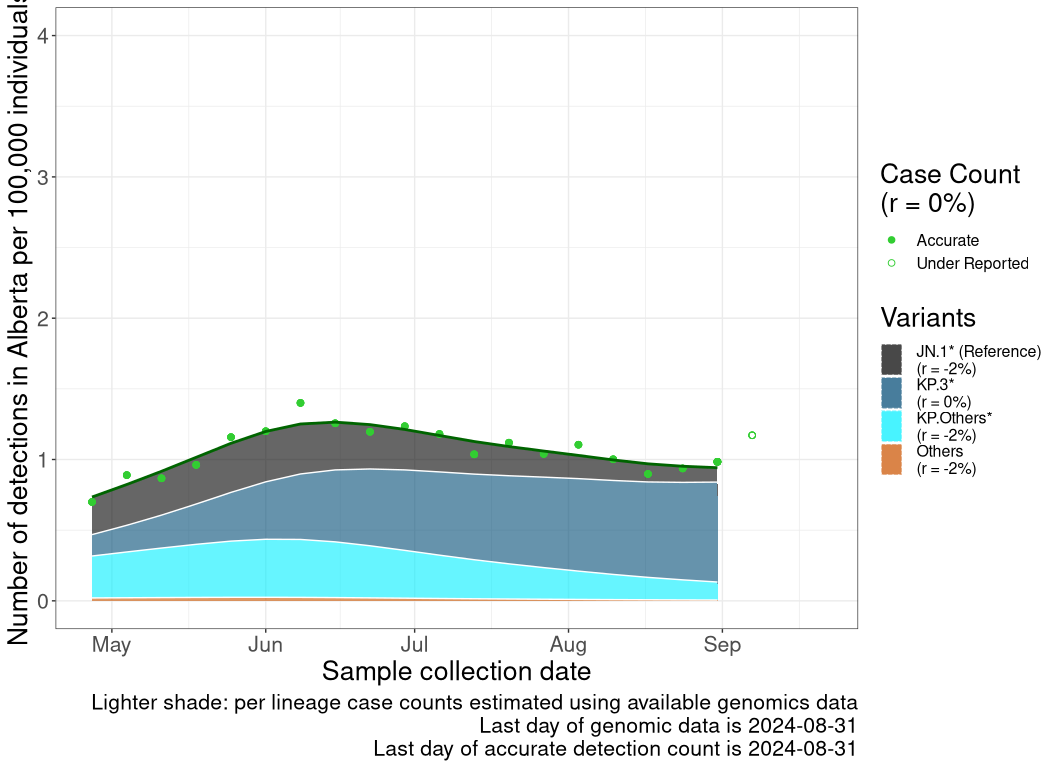 Number of detections in Alberta per 100,000 individuals
4
3
2
1
0
May
Jun
Jul
Aug
Sep
Sample collection date
Lighter shade: per lineage case counts estimated using available genomics data
Last day of genomic data is 2024-08-31
Last day of accurate detection count is 2024-08-31
Case Count
(r = 0%)
Accurate
Under Reported
Variants
JN.1* (Reference)
(r = -2%)
KP.3*
(r = 0%)
KP.Others*
(r = -2%)
Others
(r = -2%)